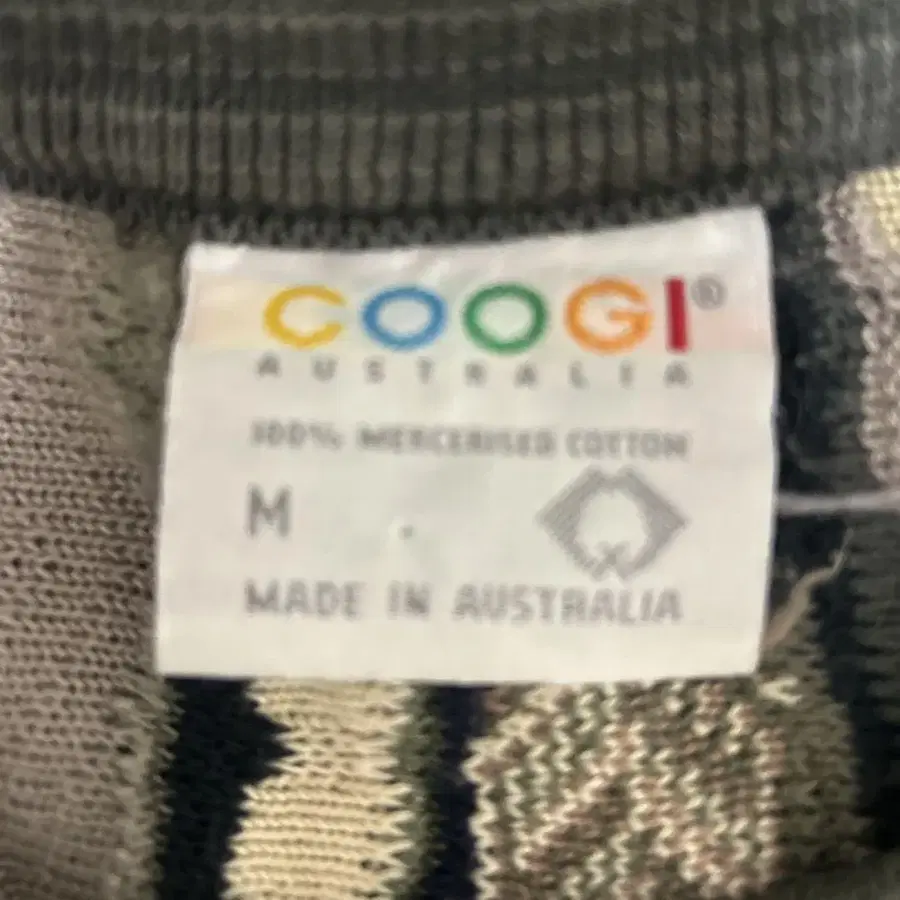 COOGI®
AUSTRALIA
100% MERCERISED COTTON
M
MADE IN AUSTRALIA